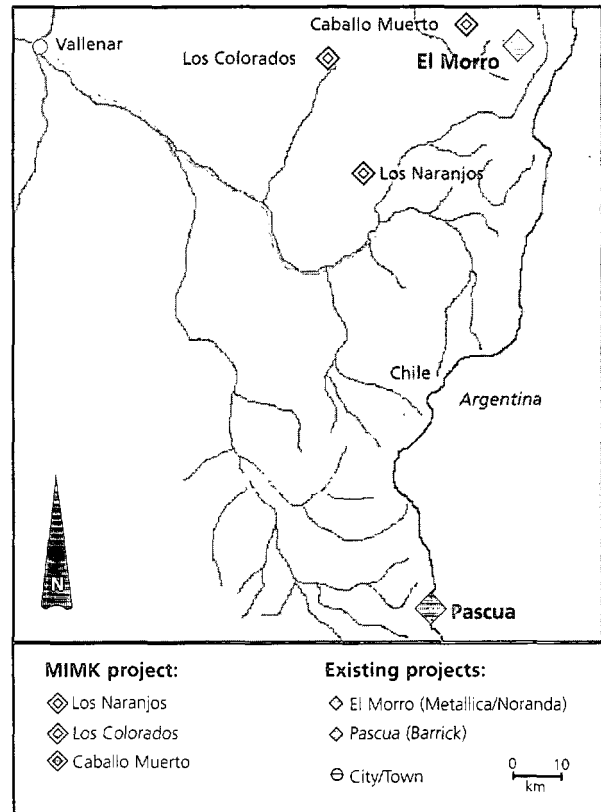 Caballo Muerto
Vallenar
Los Colorados
El Morro
Los Naranjos
Chile
Argentina
N
Pascua
MIMK project:
Los Naranjos
Los Colorados
Caballo Muerto
Existing projects:
El Morro (Metallica/Noranda)
Pascua (Barrick)
City/Town
0 10
km